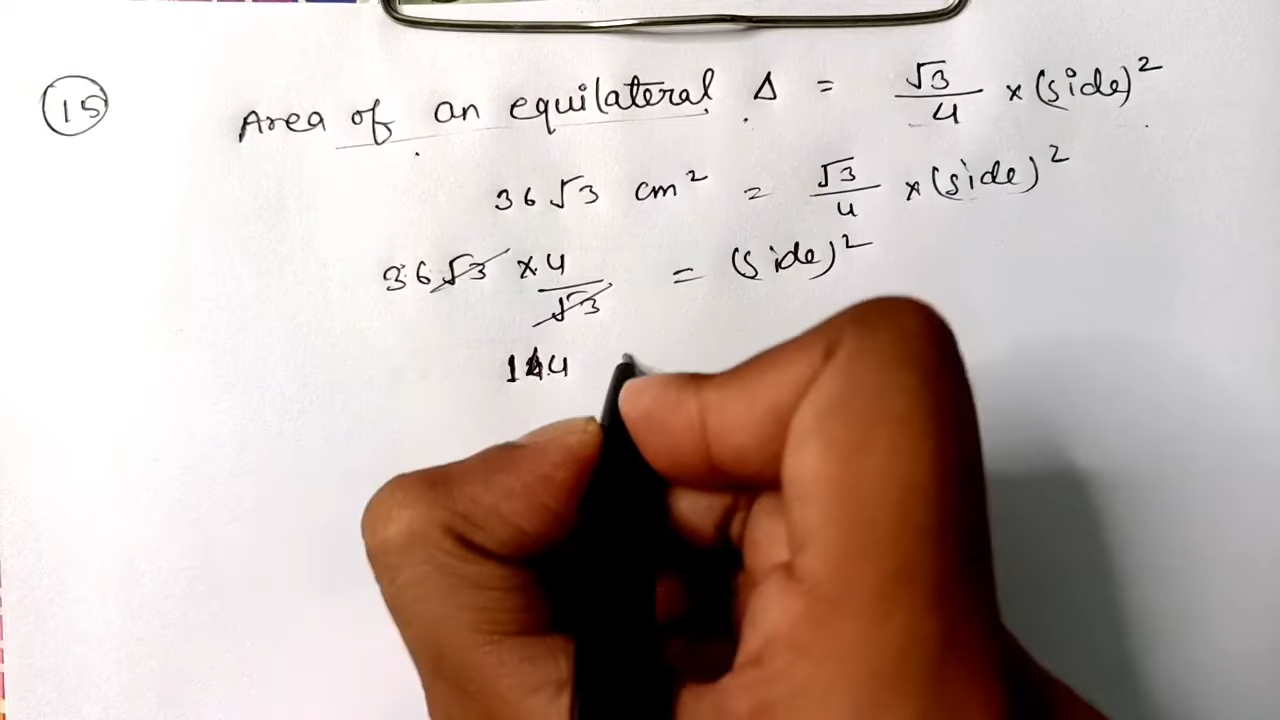 15 Area of an equilateral Δ = √3/4 × (side)²
36√3 cm² = √3/4 × (side)²
36√3 × 4/√3 = (side)²
144